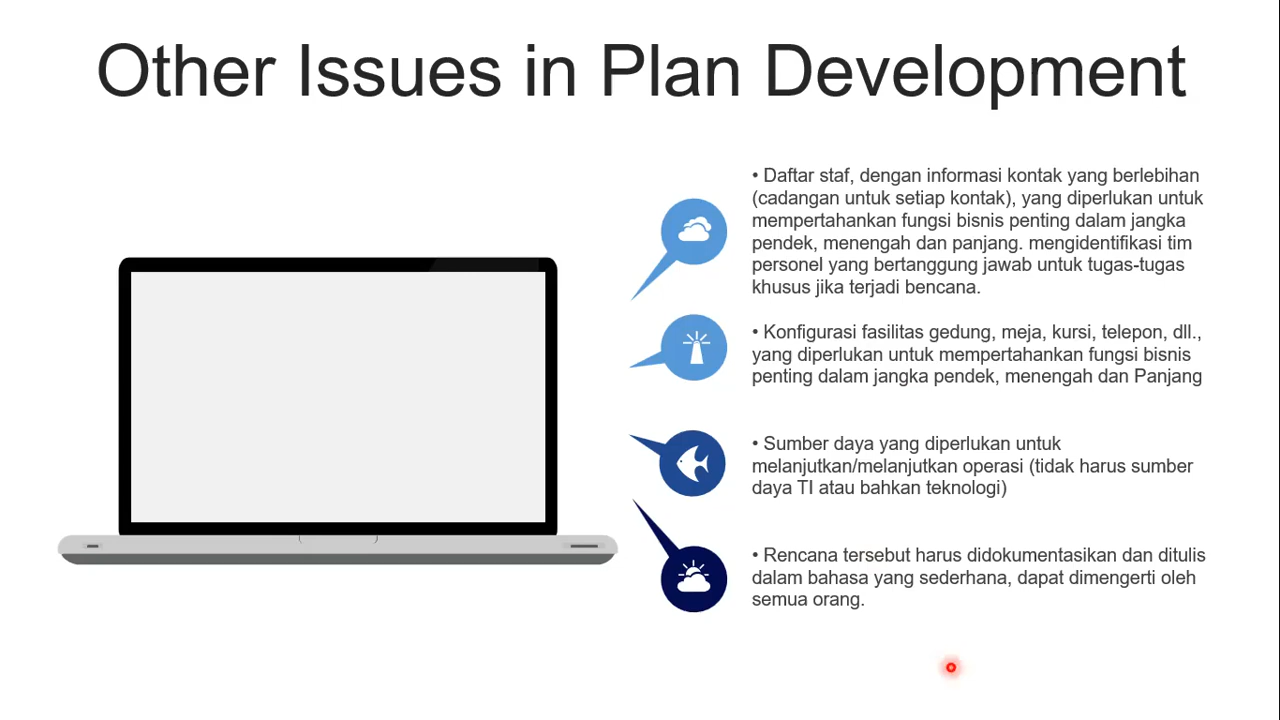 Other Issues in Plan Development
• Daftar staf, dengan informasi kontak yang berlebihan
(cadangan untuk setiap kontak), yang diperlukan untuk
mempertahankan fungsi bisnis penting dalam jangka
pendek, menengah dan panjang. mengidentifikasi tim
personel yang bertanggung jawab untuk tugas-tugas
khusus jika terjadi bencana.
• Konfigurasi fasilitas gedung, meja, kursi, telepon, dll.,
yang diperlukan untuk mempertahankan fungsi bisnis
penting dalam jangka pendek, menengah dan Panjang
• Sumber daya yang diperlukan untuk
melanjutkan/melanjutkan operasi (tidak harus sumber
daya TI atau bahkan teknologi)
• Rencana tersebut harus didokumentasikan dan ditulis
dalam bahasa yang sederhana, dapat dimengerti oleh
semua orang.